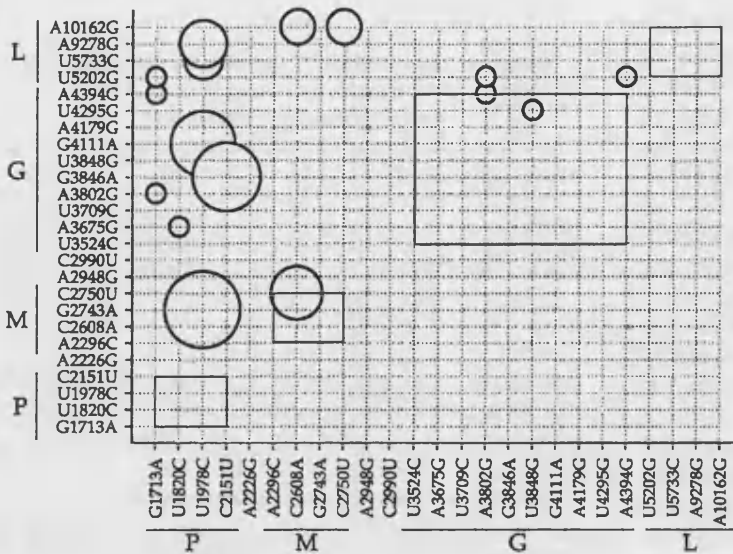 A10162G
A9278G
U5733C
U5202G
A4394G
U4295G
A4179G
G4111A
U3848G
G3846A
A3802G
U3709C
A3675G
U3524C
C2990U
A2948G
C2750U
G2743A
C2608A
A2296C
A2226G
C2151U
U1978C
U1820C
G1713A
L
G
M
P
G1713A
U1820C
U1978C
C2151U
A2226G
A2296C
C2608A
G2743A
C2750U
A2948G
C2990U
U3524C
A3675G
U3709C
A3802G
G3846A
U3848G
G4111A
A4179G
U4295G
A4394G
U5202G
U5733C
A9278G
A10162G
P M G L